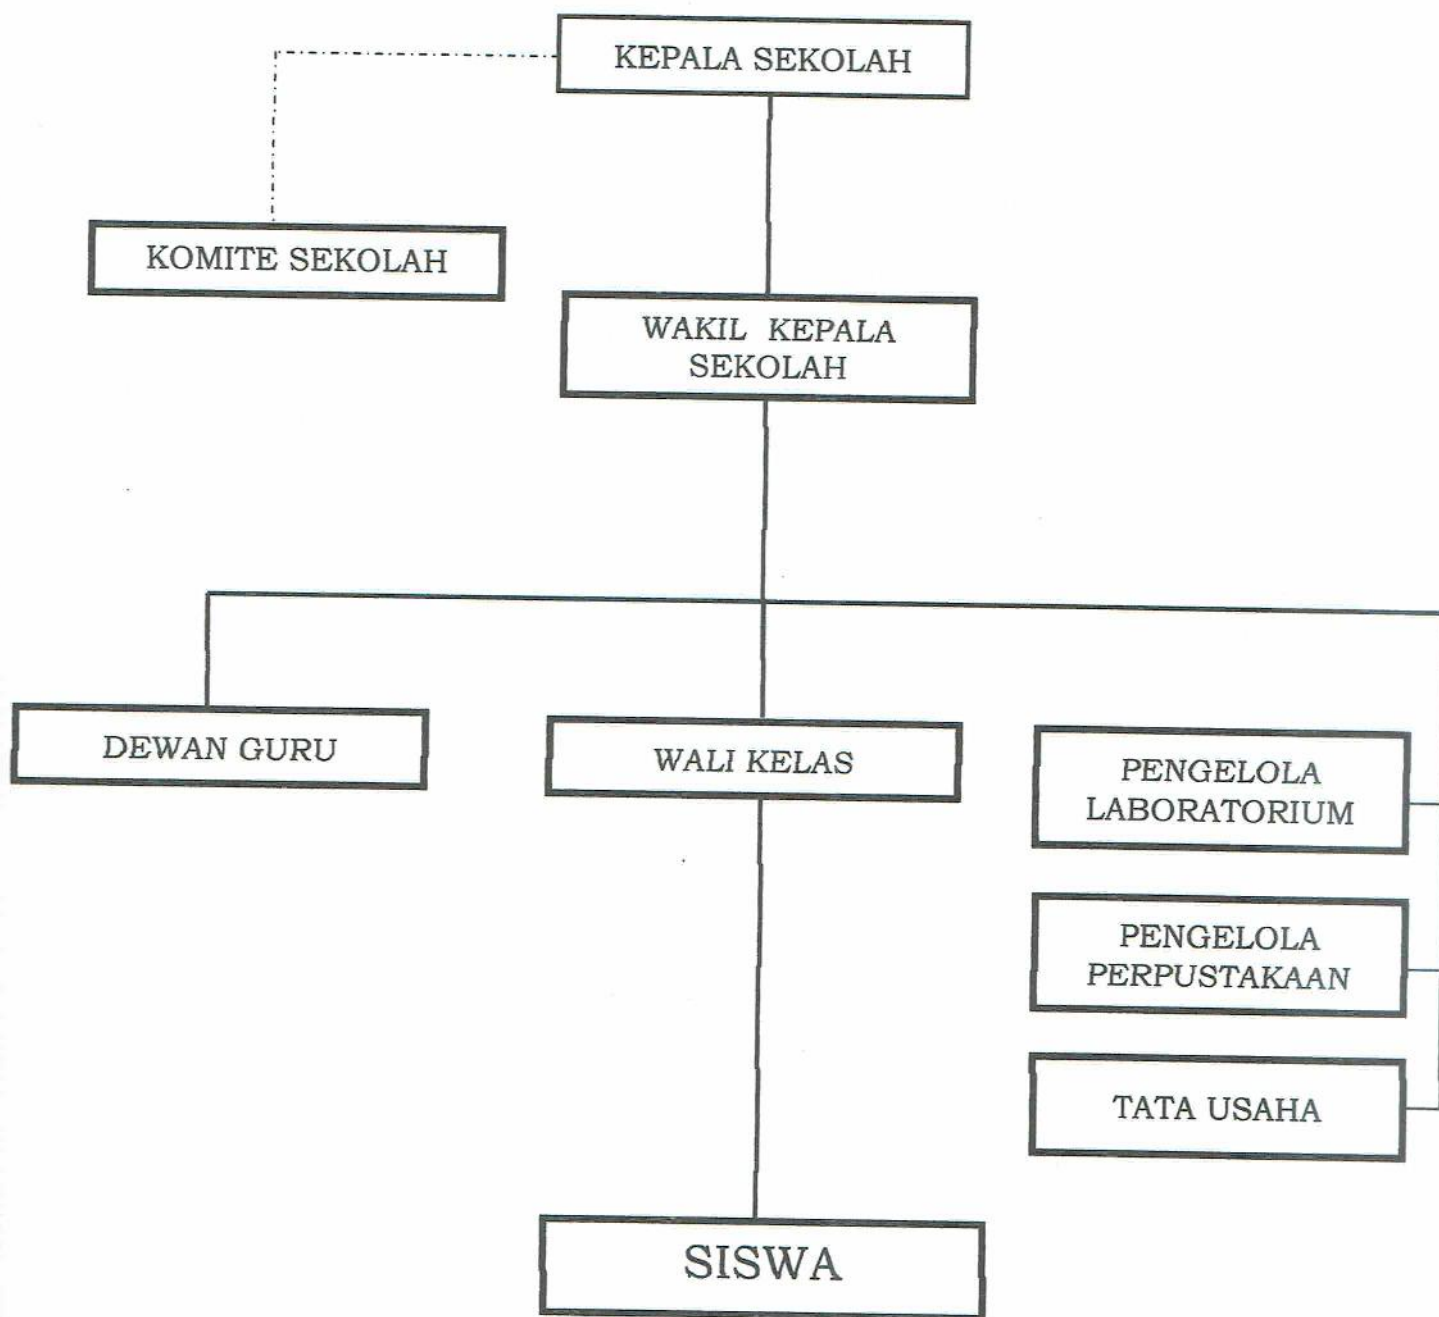 KEPALA SEKOLAH
KOMITE SEKOLAH
WAKIL KEPALA
SEKOLAH
DEWAN GURU
WALI KELAS
PENGELOLA
LABORATORIUM
PENGELOLA
PERPUSTAKAAN
TATA USAHA
SISWA